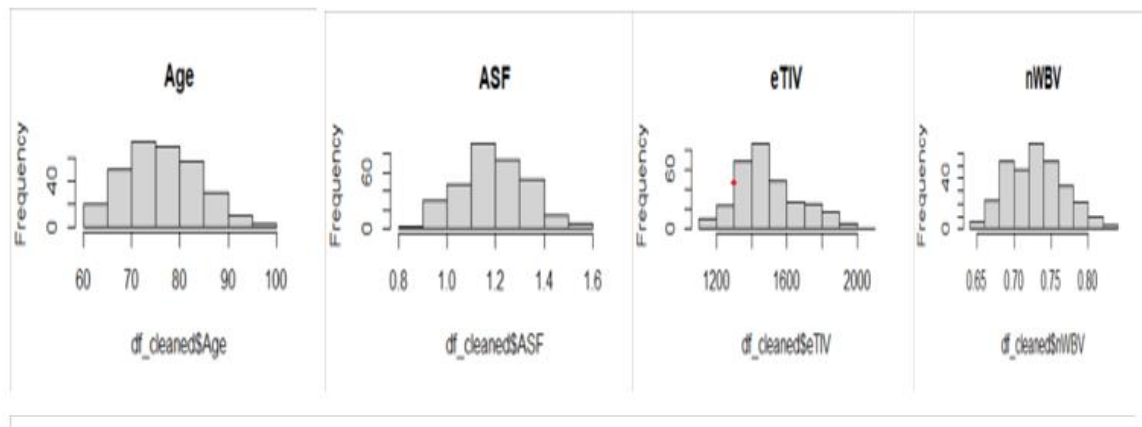 Age
Frequency
40
0
60 70 80 90 100
df_cleaned$Age
ASF
Frequency
60
0
0.8 1.0 1.2 1.4 1.6
df_cleaned$ASF
eTIV
Frequency
60
0
1200 1600 2000
df_cleaned$eTIV
nWBV
Frequency
40
0
0.65 0.70 0.75 0.80
df_cleaned$nWBV